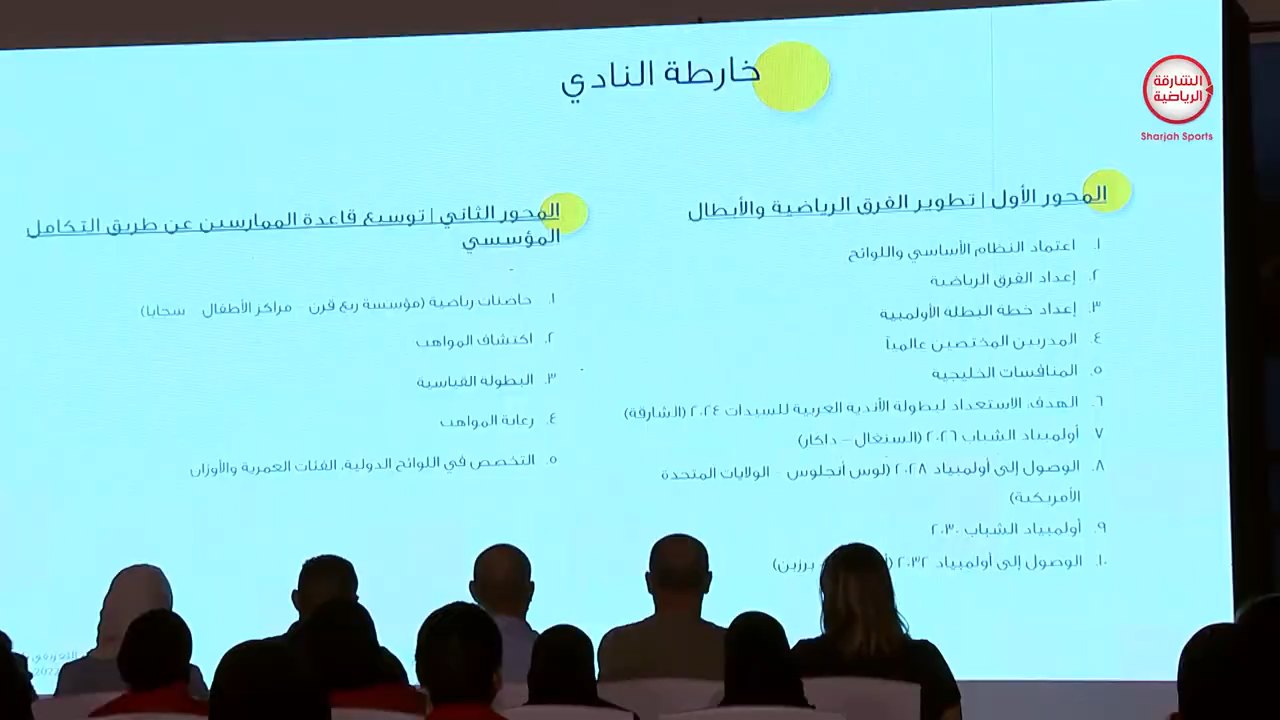 خارطة النادي
الشارقة
الرياضية
Sharjah Sports
المحور الأول | تطوير الفرق الرياضية والأبطال
١. اعتماد النظام الأساسي واللوائح
٢. إعداد الفرق الرياضية
٣. إعداد خطة البطلة الأولمبية
٤. المدربين المختصين عالمياً
٥. المنافسات الخليجية
٦. الهدف: الاستعداد لبطولة الأندية العربية للسيدات ٢٠٢٤ (الشارقة)
٧. أولمبياد الشباب ٢٠٢٦ (السنغال – داكار)
٨. الوصول إلى أولمبياد ٢٠٢٨ (لوس أنجلوس - الولايات المتحدة
الأمريكية)
٩. أولمبياد الشباب ٢٠٣٠
١٠. الوصول إلى أولمبياد ٢٠٣٢ برزبن)
المحور الثاني | توسيع قاعدة الممارسين عن طريق التكامل
المؤسسي
١. حاضنات رياضية (مؤسسة ربع قرن - مراكز الأطفال - سجايا)
٢. اكتشاف المواهب
٣. البطولة القياسية
٤. رعاية المواهب
٥. التخصص في اللوائح الدولية، الفئات العمرية والأوزان